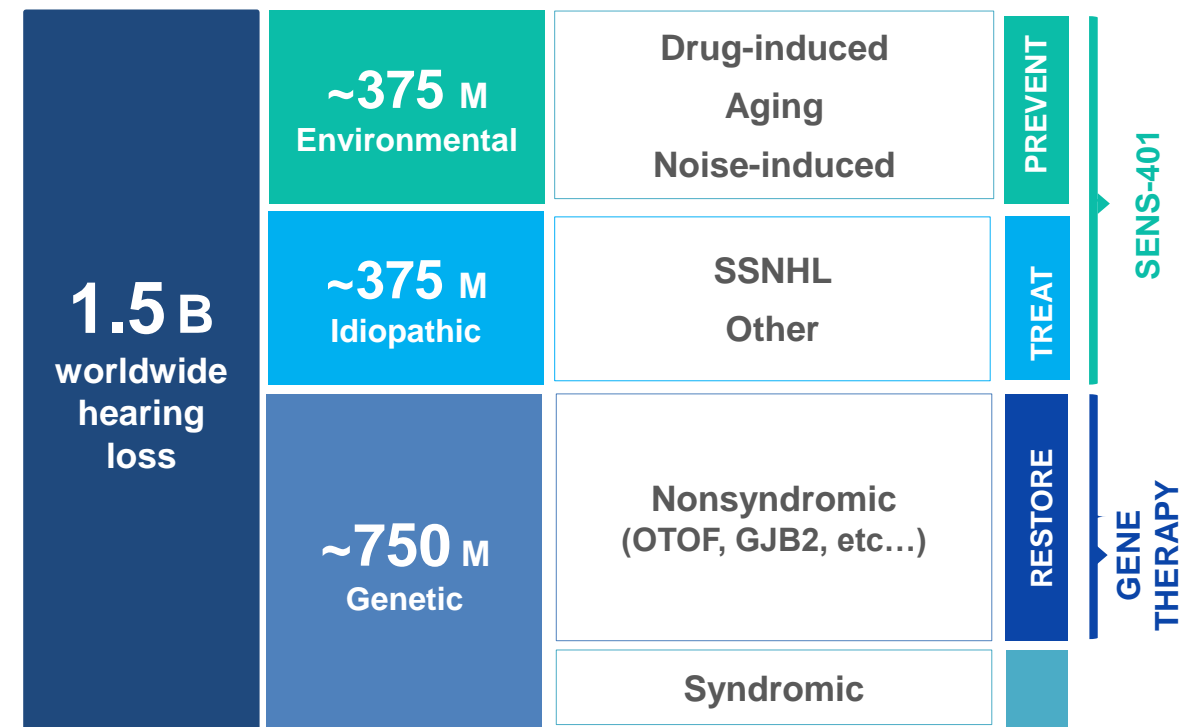 1.5 B
worldwide
hearing
loss
~375 M
Environmental
Drug-induced
Aging
Noise-induced
PREVENT
~375 M
Idiopathic
SSNHL
Other
TREAT
SENS-401
~750 M
Genetic
Nonsyndromic
(OTOF, GJB2, etc…)
RESTORE
GENE
THERAPY
Syndromic